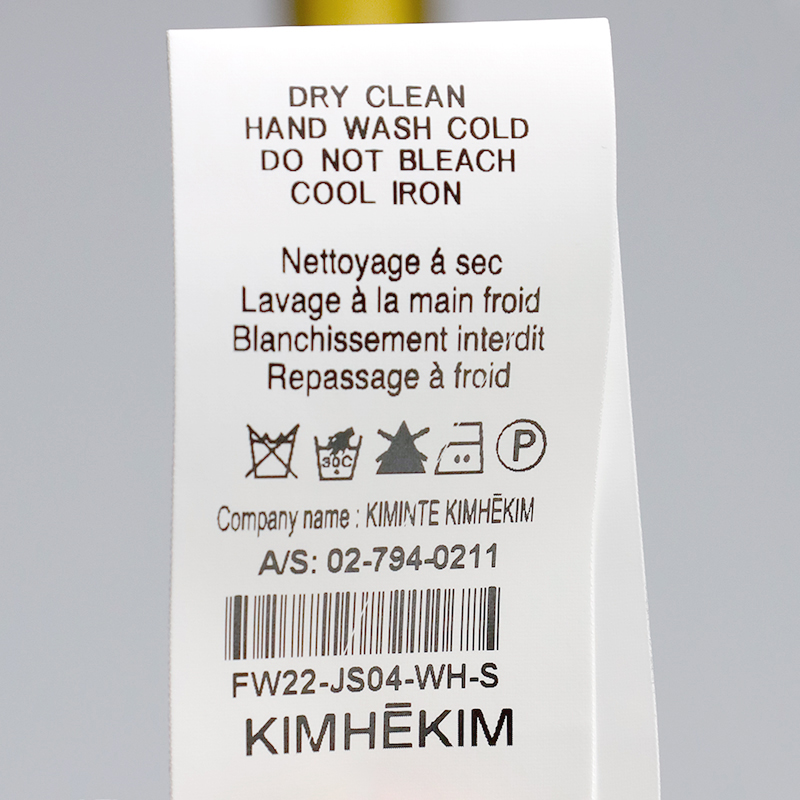 DRY CLEAN
HAND WASH COLD
DO NOT BLEACH
COOL IRON
Nettoyage á sec
Lavage à la main froid
Blanchissement interdit
Repassage à froid
30C P
Company name : KIMINTE KIMHĒKIM
A/S: 02-794-0211
FW22-JS04-WH-S
KIMHĒKIM